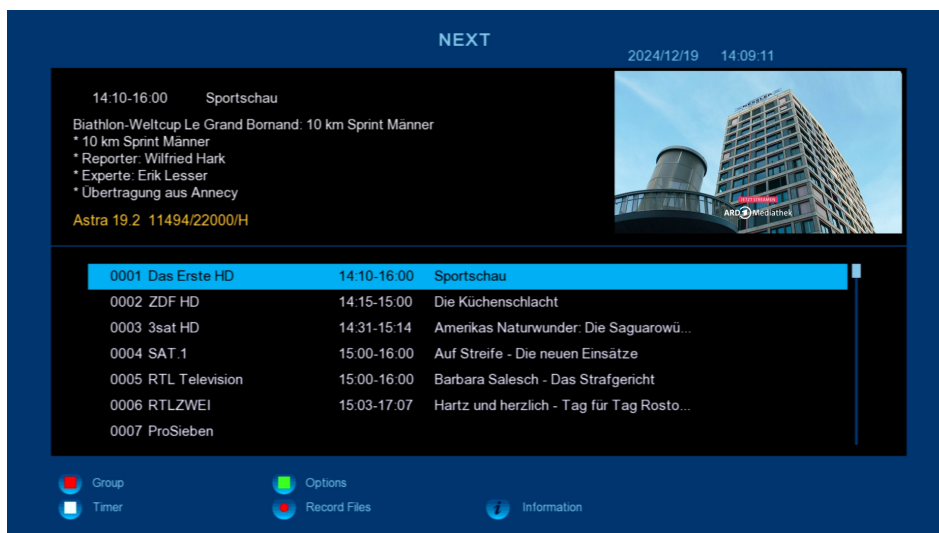 NEXT
2024/12/19 14:09:11
14:10-16:00 Sportschau
Biathlon-Weltcup Le Grand Bornand: 10 km Sprint Männer
* 10 km Sprint Männer
* Reporter: Wilfried Hark
* Experte: Erik Lesser
* Übertragung aus Annecy
Astra 19.2 11494/22000/H
JETZT STREAMEN
ARD 1 Mediathek
0001 Das Erste HD 14:10-16:00 Sportschau
0002 ZDF HD 14:15-15:00 Die Küchenschlacht
0003 3sat HD 14:31-15:14 Amerikas Naturwunder: Die Saguarowü...
0004 SAT.1 15:00-16:00 Auf Streife - Die neuen Einsätze
0005 RTL Television 15:00-16:00 Barbara Salesch - Das Strafgericht
0006 RTLZWEI 15:03-17:07 Hartz und herzlich - Tag für Tag Rosto...
0007 ProSieben
Group Options
Timer Record Files Information